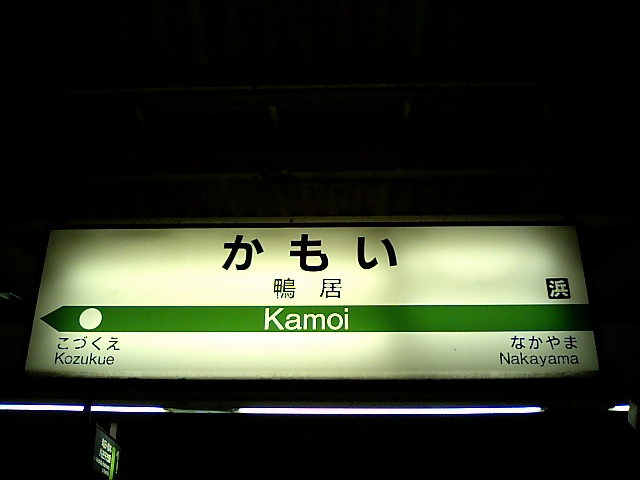 かもい
鴨居
浜
Kamoi
こづくえ
Kozukue
なかやま
Nakayama